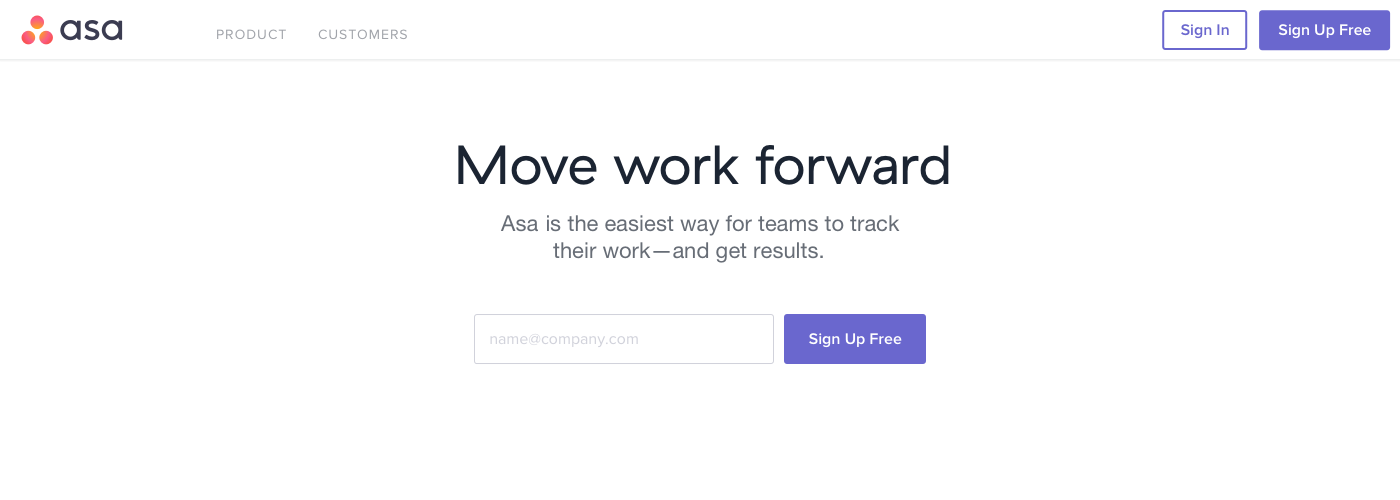 asa
PRODUCT
CUSTOMERS
Sign In
Sign Up Free
Move work forward
Asa is the easiest way for teams to track
their work—and get results.
name@company.com
Sign Up Free